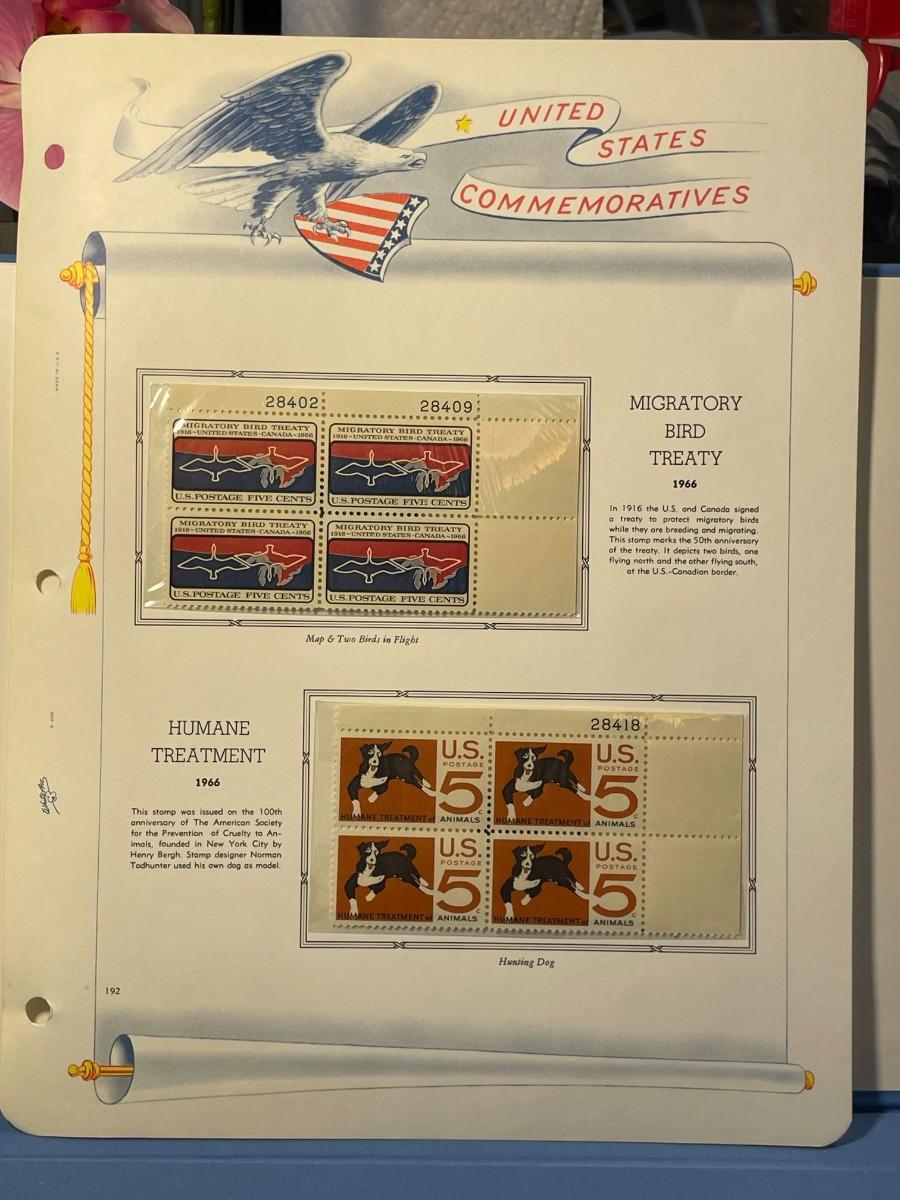 UNITED
STATES
COMMEMORATIVES
MADE IN U.S.A.
28402 28409
MIGRATORY BIRD TREATY
1916~UNITED STATES·CANADA~1966
U.S. POSTAGE FIVE CENTS
MIGRATORY BIRD TREATY
1916~UNITED STATES·CANADA~1966
U.S. POSTAGE FIVE CENTS
MIGRATORY BIRD TREATY
1916~UNITED STATES·CANADA~1966
U.S. POSTAGE FIVE CENTS
MIGRATORY BIRD TREATY
1916~UNITED STATES·CANADA~1966
U.S. POSTAGE FIVE CENTS
Map & Two Birds in Flight
MIGRATORY
BIRD
TREATY
1966
In 1916 the U.S. and Canada signed
a treaty to protect migratory birds
while they are breeding and migrating.
This stamp marks the 50th anniversary
of the treaty. It depicts two birds, one
flying north and the other flying south,
at the U.S.-Canadian border.
HUMANE
TREATMENT
1966
This stamp was issued on the 100th
anniversary of The American Society
for the Prevention of Cruelty to An-
imals, founded in New York City by
Henry Bergh. Stamp designer Norman
Todhunter used his own dog as model.
28418
U.S.
POSTAGE
5c
HUMANE TREATMENT of ANIMALS
U.S.
POSTAGE
5c
HUMANE TREATMENT of ANIMALS
U.S.
POSTAGE
5c
HUMANE TREATMENT of ANIMALS
U.S.
POSTAGE
5c
HUMANE TREATMENT of ANIMALS
Hunting Dog
192